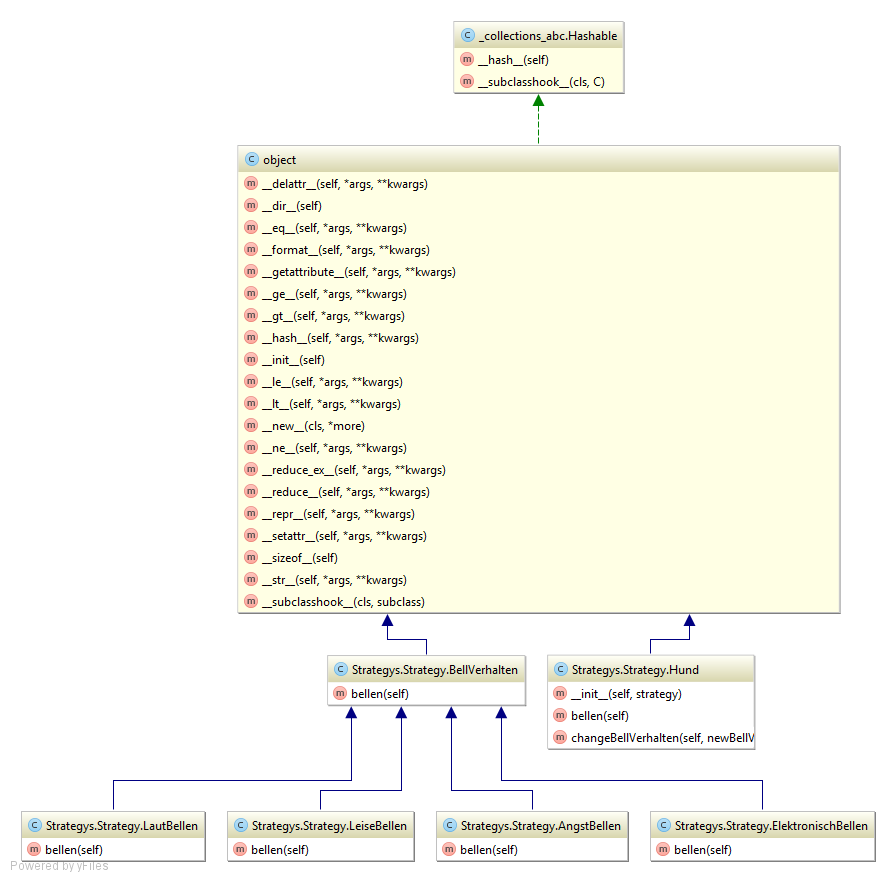 C _collections_abc.Hashable
m __hash__(self)
m __subclasshook__(cls, C)
C object
m __delattr__(self, *args, **kwargs)
m __dir__(self)
m __eq__(self, *args, **kwargs)
m __format__(self, *args, **kwargs)
m __getattribute__(self, *args, **kwargs)
m __ge__(self, *args, **kwargs)
m __gt__(self, *args, **kwargs)
m __hash__(self, *args, **kwargs)
m __init__(self)
m __le__(self, *args, **kwargs)
m __lt__(self, *args, **kwargs)
m __new__(cls, *more)
m __ne__(self, *args, **kwargs)
m __reduce_ex__(self, *args, **kwargs)
m __reduce__(self, *args, **kwargs)
m __repr__(self, *args, **kwargs)
m __setattr__(self, *args, **kwargs)
m __sizeof__(self)
m __str__(self, *args, **kwargs)
m __subclasshook__(cls, subclass)
C Strategys.Strategy.BellVerhalten
m bellen(self)
C Strategys.Strategy.Hund
m __init__(self, strategy)
m bellen(self)
m changeBellVerhalten(self, newBellV
C Strategys.Strategy.LautBellen
m bellen(self)
C Strategys.Strategy.LeiseBellen
m bellen(self)
C Strategys.Strategy.AngstBellen
m bellen(self)
C Strategys.Strategy.ElektronischBellen
m bellen(self)
Powered by yFiles